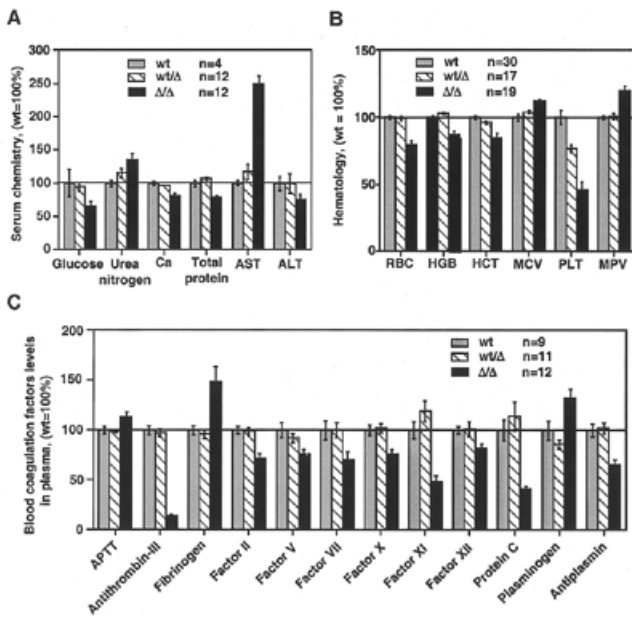 A
Serum chemistry, (wt=100%)
300
250
200
150
100
50
0
wt n=4
wt/Δ n=12
Δ/Δ n=12
Glucose
Urea nitrogen
Ca
Total protein
AST
ALT
B
Hematology, (wt = 100%)
150
100
50
0
wt n=30
wt/Δ n=17
Δ/Δ n=19
RBC HGB HCT MCV PLT MPV
C
Blood coagulation factors levels
in plasma, (wt=100%)
200
150
100
50
0
wt n=9
wt/Δ n=11
Δ/Δ n=12
APTT
Antithrombin-III
Fibrinogen
Factor II
Factor V
Factor VII
Factor X
Factor XI
Factor XII
Protein C
Plasminogen
Antiplasmin